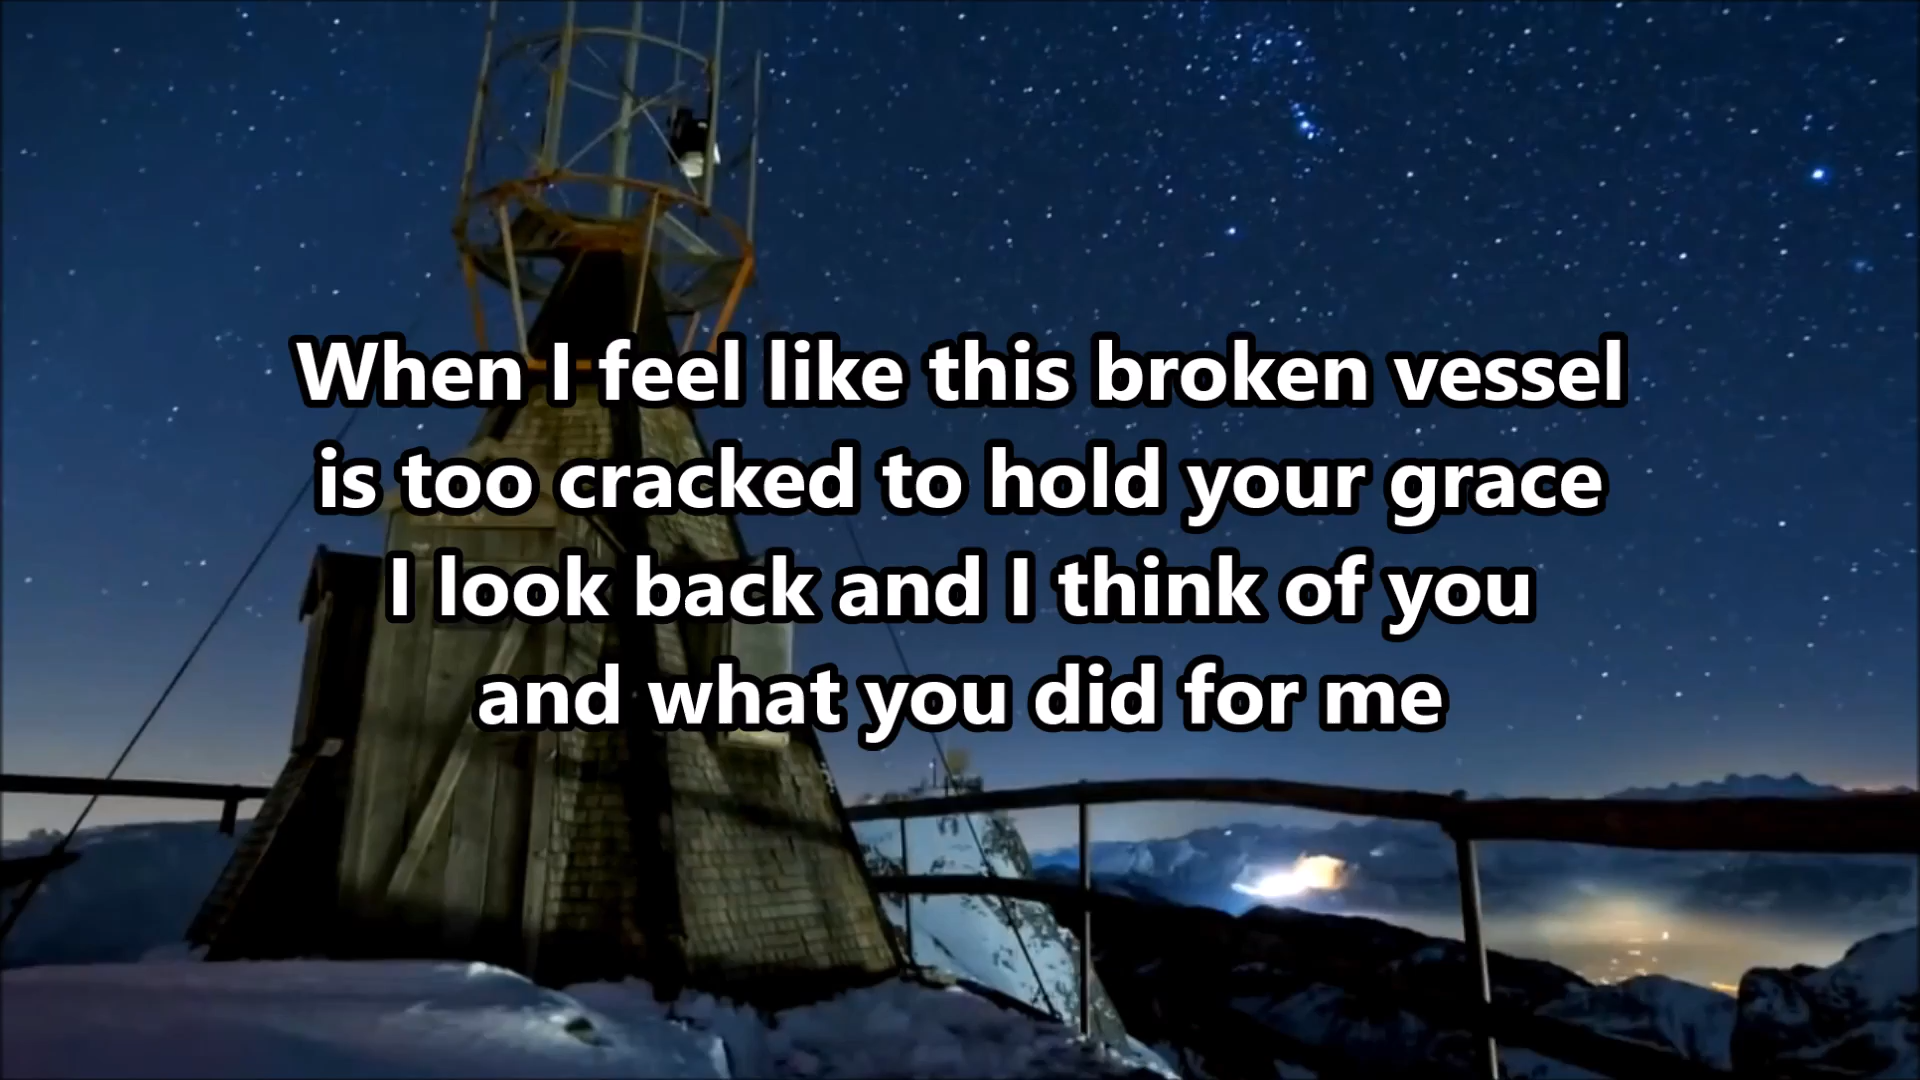 When I feel like this broken vessel
is too cracked to hold your grace
I look back and I think of you
and what you did for me